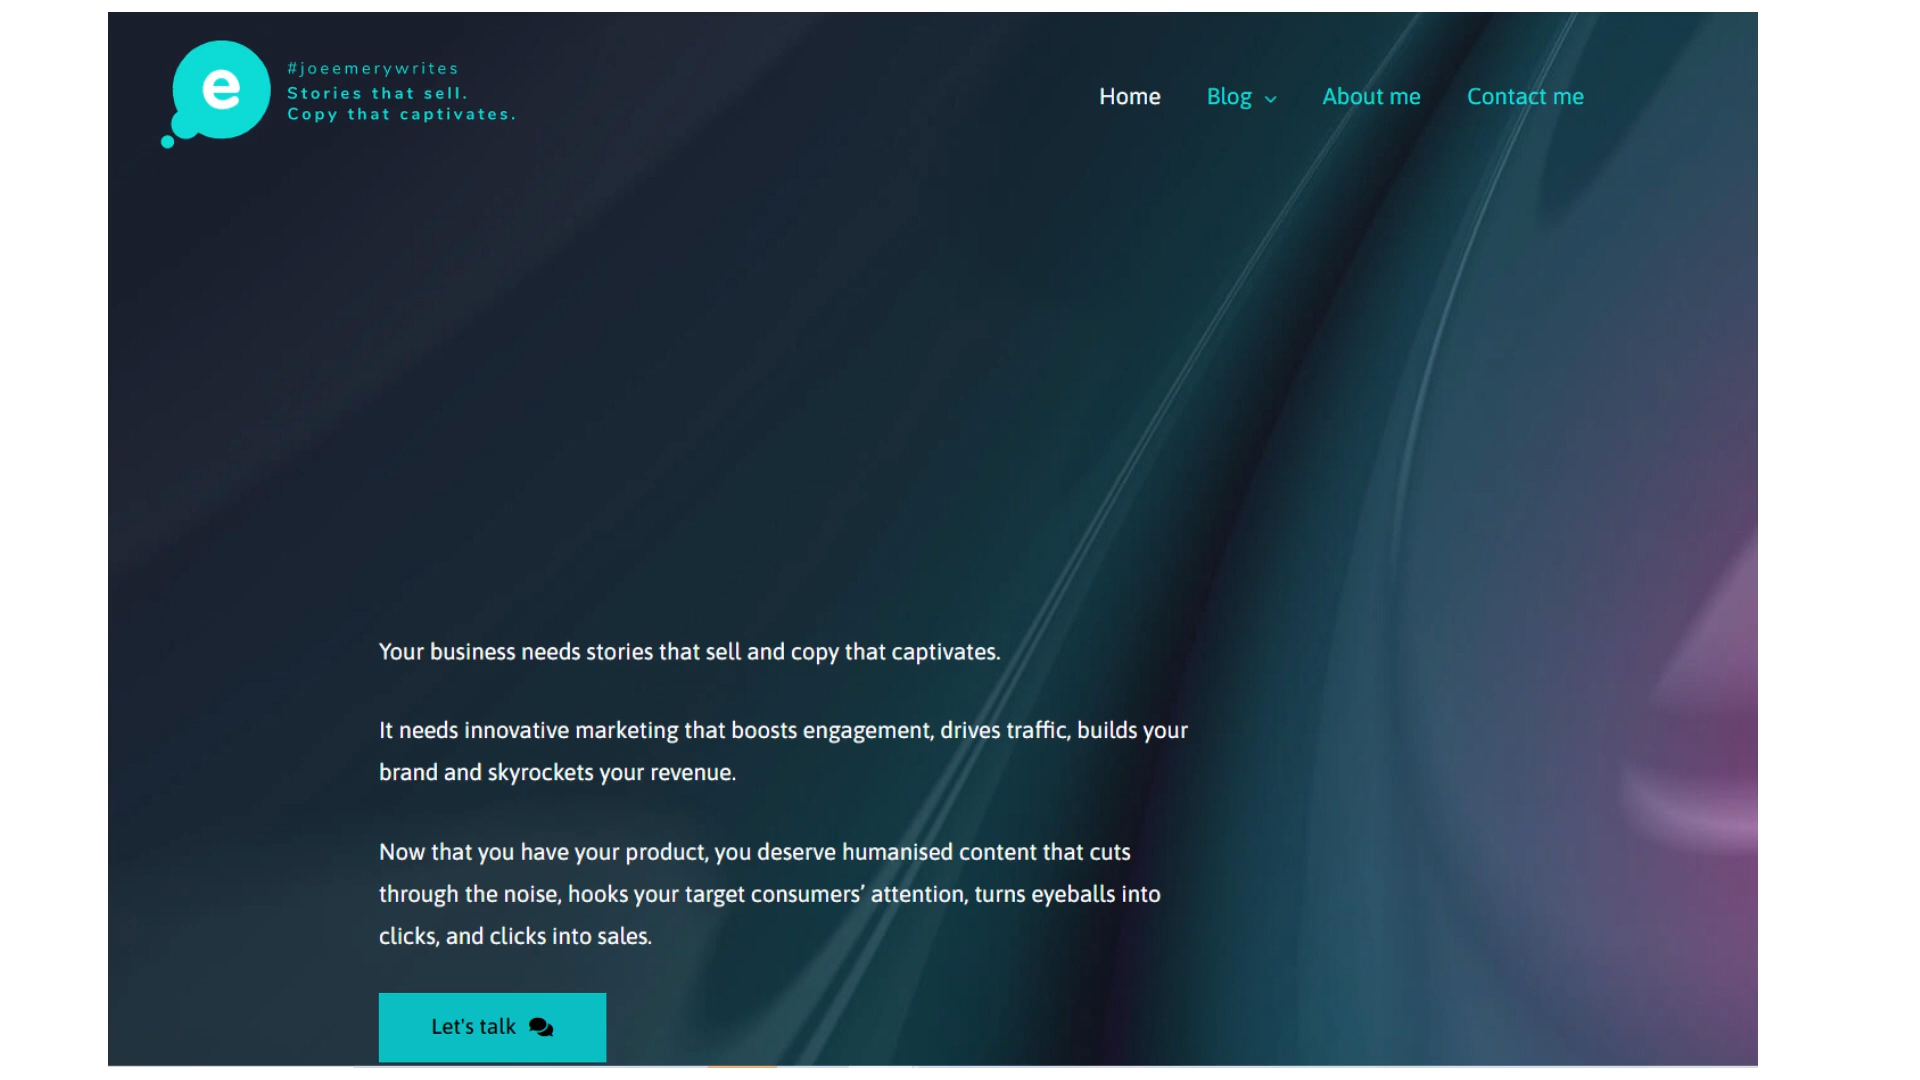 e
#joeemerywrites
Stories that sell.
Copy that captivates.
Home Blog About me Contact me
Your business needs stories that sell and copy that captivates.
It needs innovative marketing that boosts engagement, drives traffic, builds your
brand and skyrockets your revenue.
Now that you have your product, you deserve humanised content that cuts
through the noise, hooks your target consumers’ attention, turns eyeballs into
clicks, and clicks into sales.
Let's talk